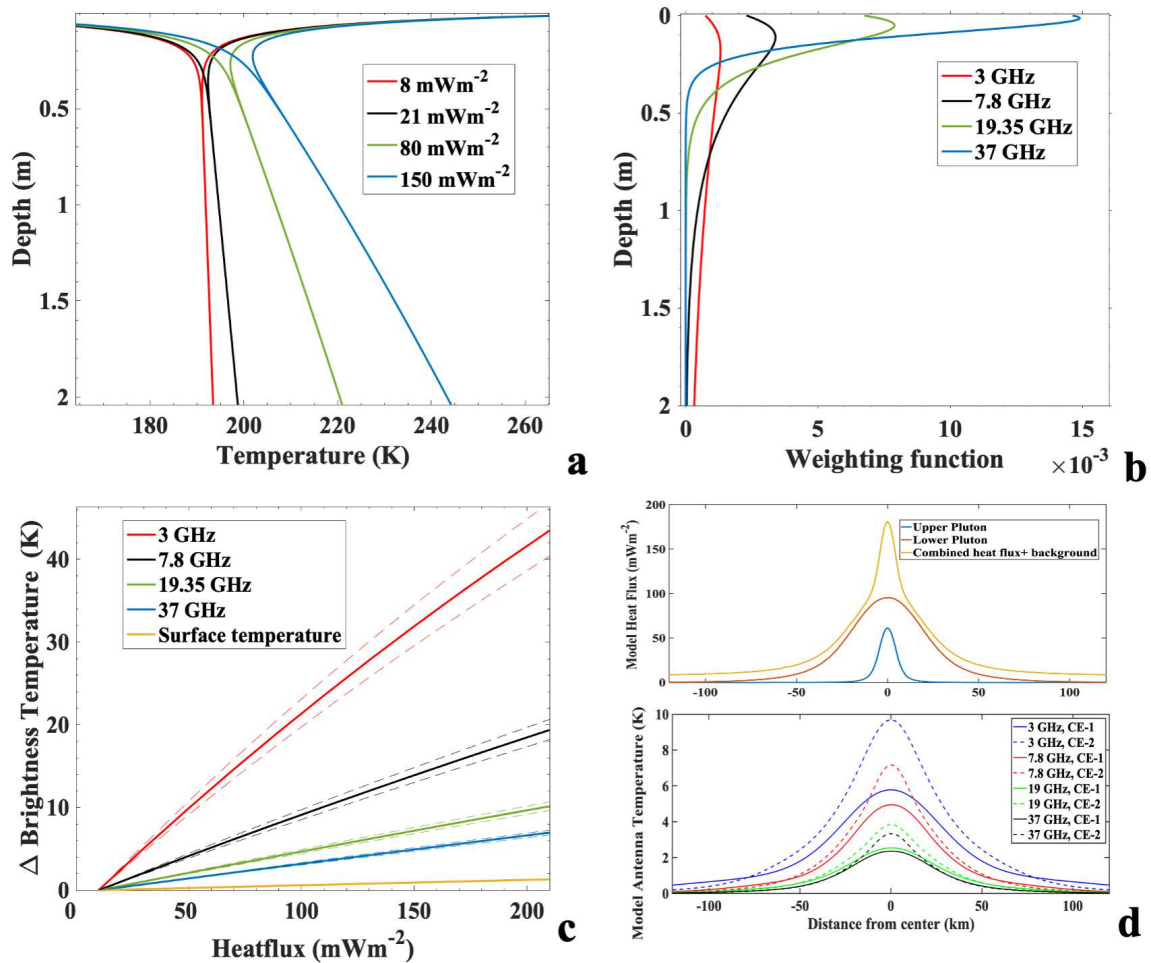 8 mWm-2
21 mWm-2
80 mWm-2
150 mWm-2
0.5
1
1.5
2
Depth (m)
180 200 220 240 260
Temperature (K)
a
0
0.5
1
1.5
2
Depth (m)
3 GHz
7.8 GHz
19.35 GHz
37 GHz
0 5 10 15
Weighting function
×10-3
b
3 GHz
7.8 GHz
19.35 GHz
37 GHz
Surface temperature
40
30
20
10
0
Δ Brightness Temperature (K)
0 50 100 150 200
Heatflux (mWm-2)
c
200
150
100
50
0
Model Heat Flux (mWm-2)
Upper Pluton
Lower Pluton
Combined heat flux+ background
-100 -50 0 50 100
10
8
6
4
2
0
Model Antenna Temperature (K)
3 GHz, CE-1
3 GHz, CE-2
7.8 GHz, CE-1
7.8 GHz, CE-2
19 GHz, CE-1
19 GHz, CE-2
37 GHz, CE-1
37 GHz, CE-2
-100 -50 0 50 100
Distance from center (km)
d